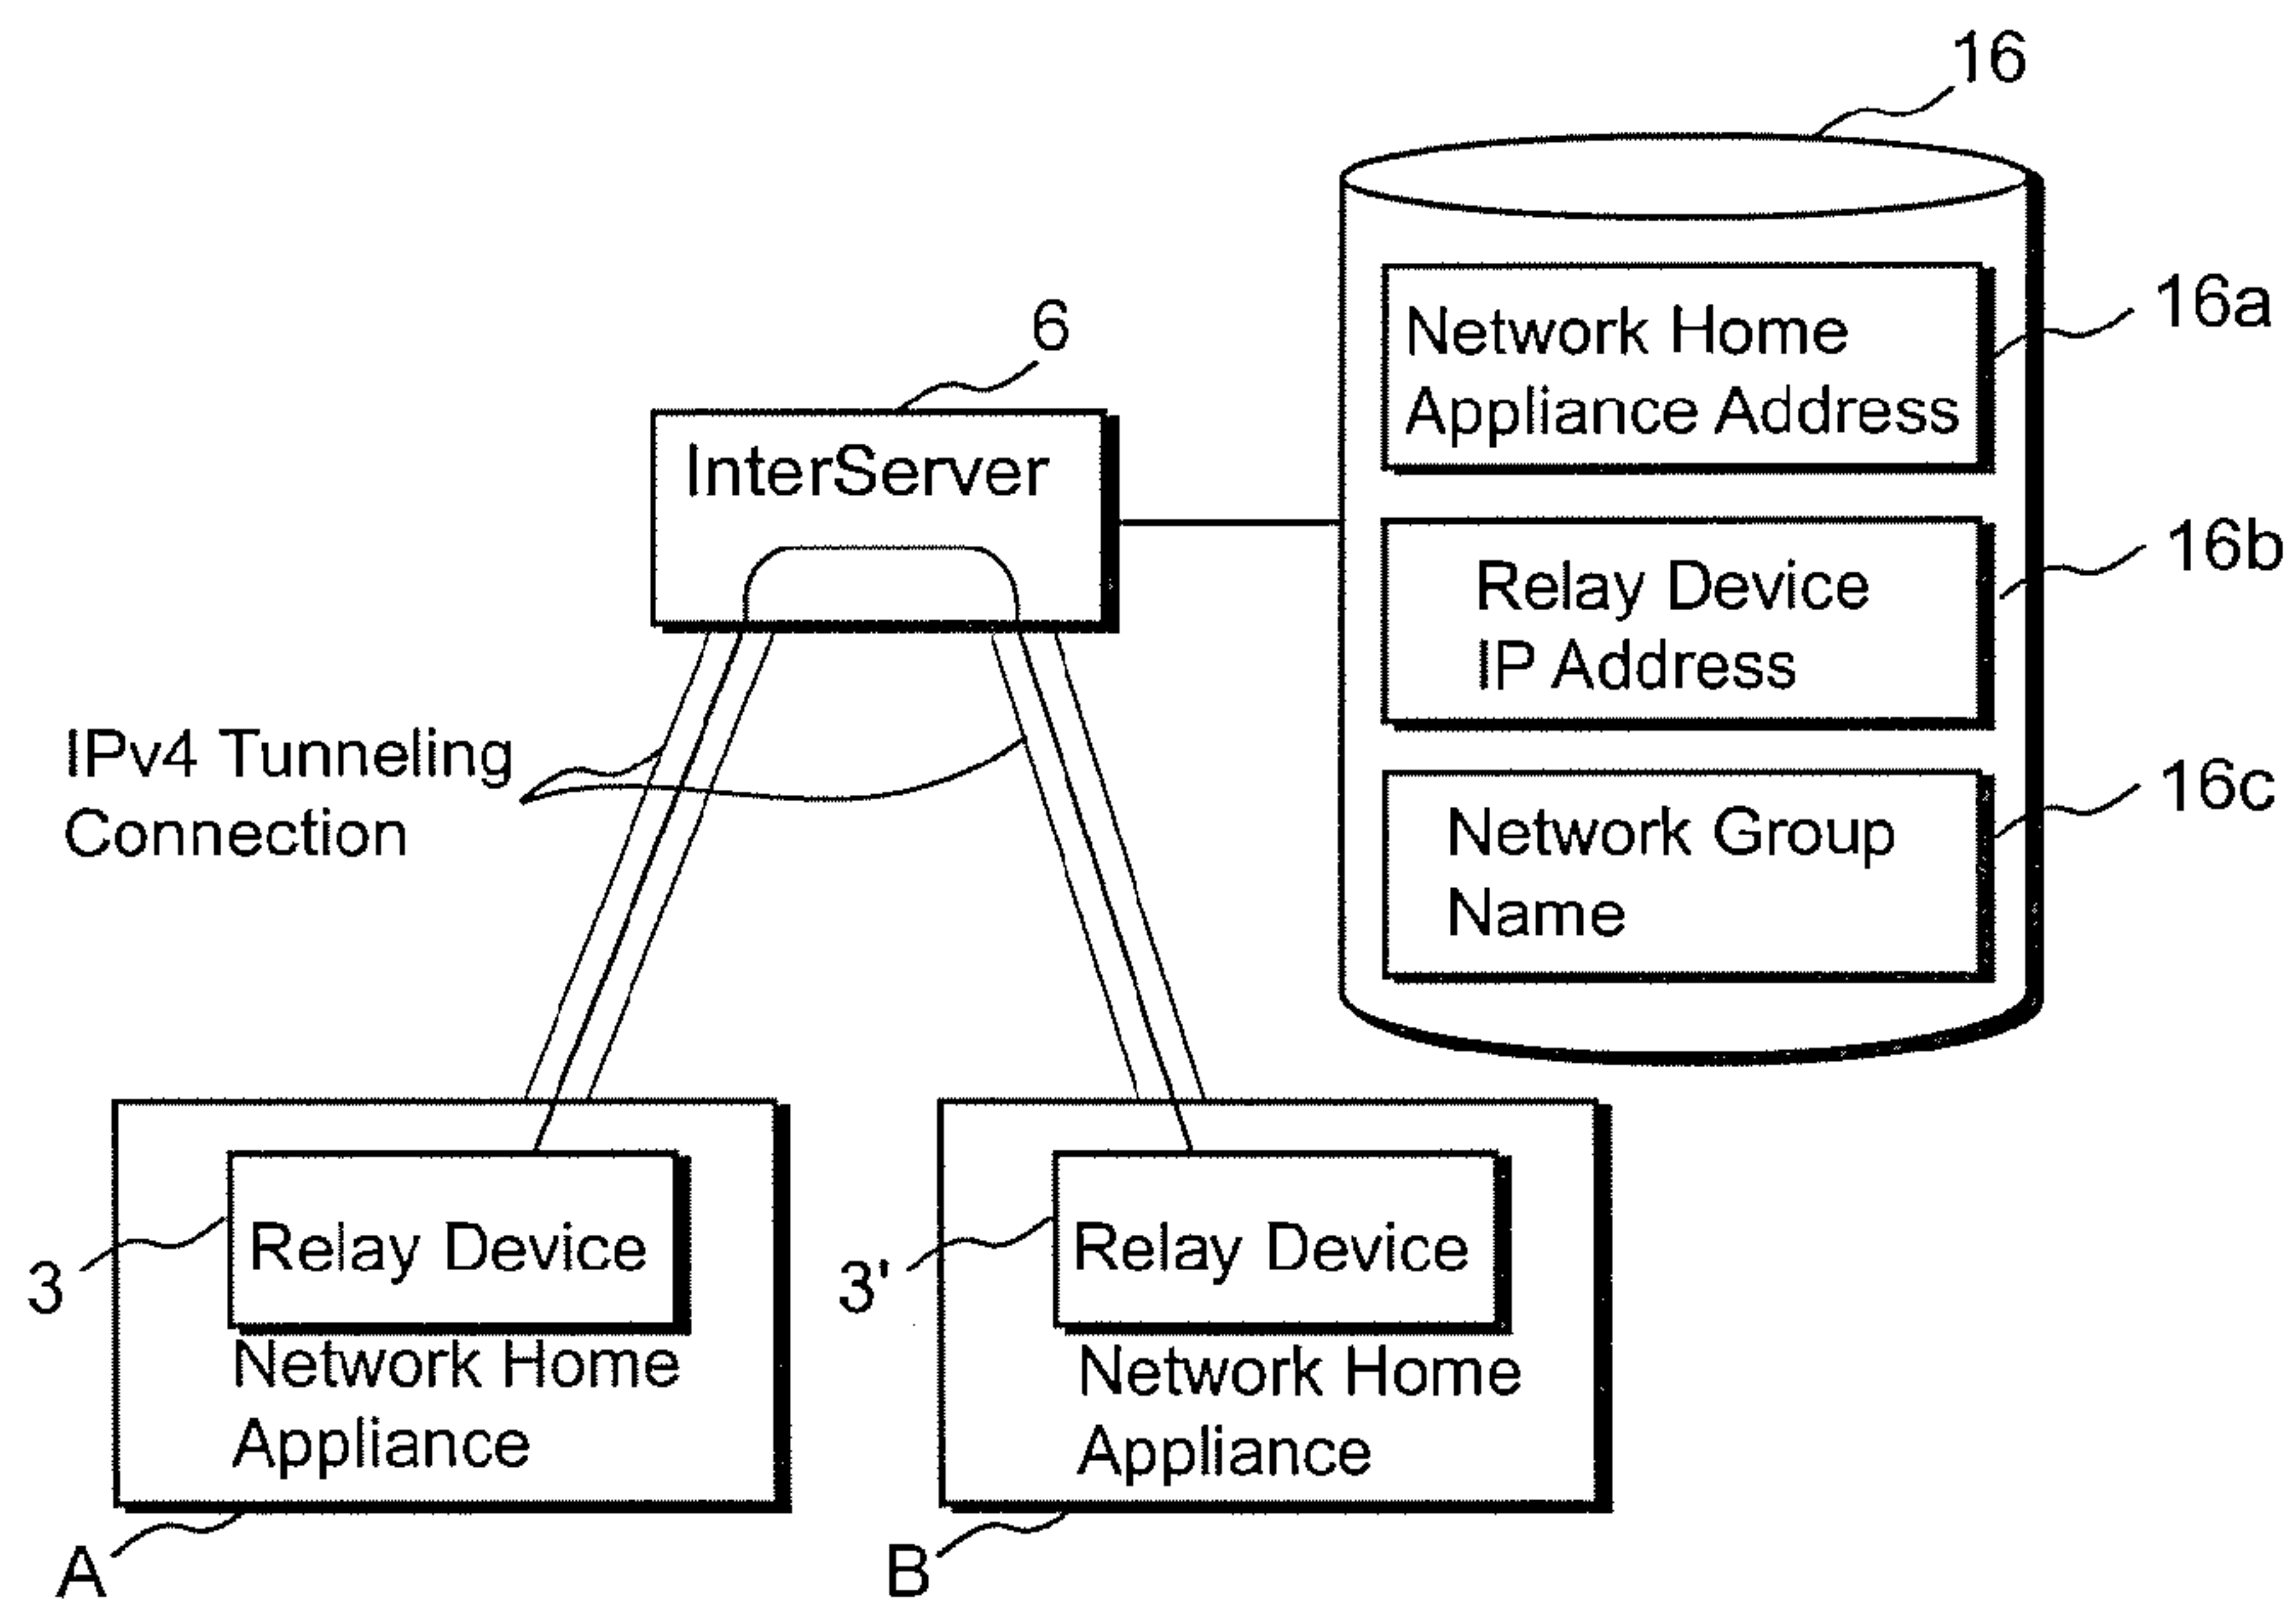 16
Network Home
Appliance Address
16a
6
InterServer
Relay Device
IP Address
16b
IPv4 Tunneling
Connection
Network Group
Name
16c
Relay Device
3
Network Home
Appliance
A
Relay Device
3'
Network Home
Appliance
B